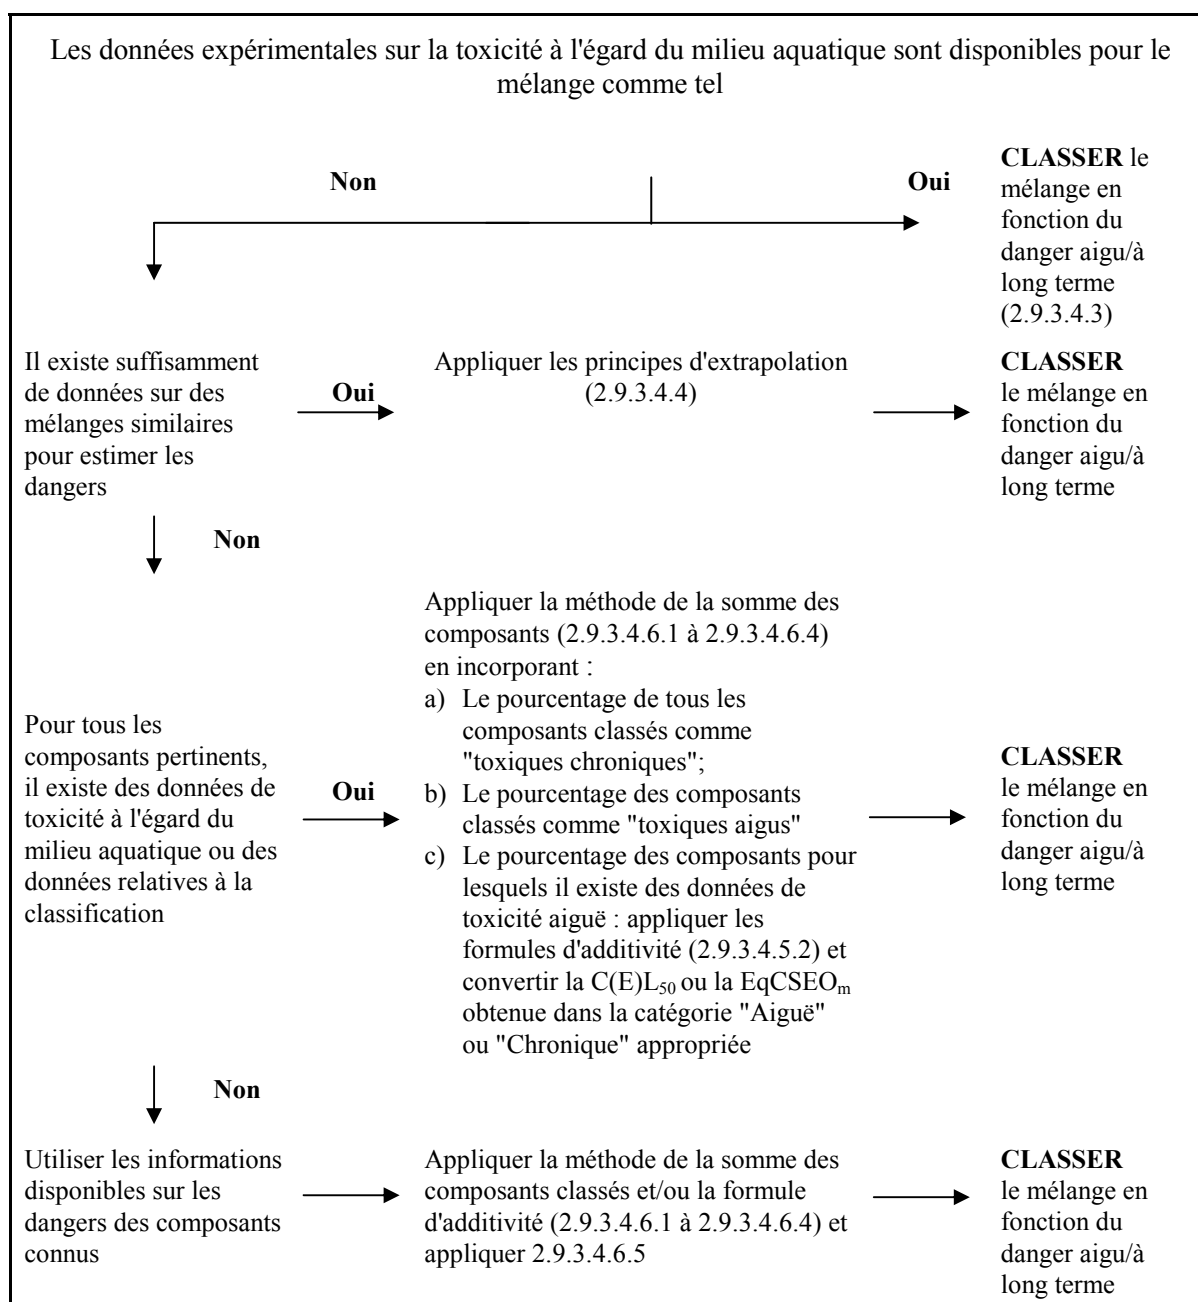 Les données expérimentales sur la toxicité à l'égard du milieu aquatique sont disponibles pour le
mélange comme tel
Non
Oui
CLASSER le
mélange en
fonction du
danger aigu/à
long terme
(2.9.3.4.3)
Il existe suffisamment
de données sur des
mélanges similaires
pour estimer les
dangers
Oui
Appliquer les principes d'extrapolation
(2.9.3.4.4)
CLASSER
le mélange en
fonction du
danger aigu/à
long terme
Non
Pour tous les
composants pertinents,
il existe des données de
toxicité à l'égard du
milieu aquatique ou des
données relatives à la
classification
Oui
Appliquer la méthode de la somme des
composants (2.9.3.4.6.1 à 2.9.3.4.6.4)
en incorporant :
a) Le pourcentage de tous les
composants classés comme
"toxiques chroniques";
b) Le pourcentage des composants
classés comme "toxiques aigus"
c) Le pourcentage des composants pour
lesquels il existe des données de
toxicité aiguë : appliquer les
formules d'additivité (2.9.3.4.5.2) et
convertir la C(E)L50 ou la EqCSEOm
obtenue dans la catégorie "Aiguë"
ou "Chronique" appropriée
CLASSER
le mélange en
fonction du
danger aigu/à
long terme
Non
Utiliser les informations
disponibles sur les
dangers des composants
connus
Appliquer la méthode de la somme des
composants classés et/ou la formule
d'additivité (2.9.3.4.6.1 à 2.9.3.4.6.4) et
appliquer 2.9.3.4.6.5
CLASSER
le mélange en
fonction du
danger aigu/à
long terme